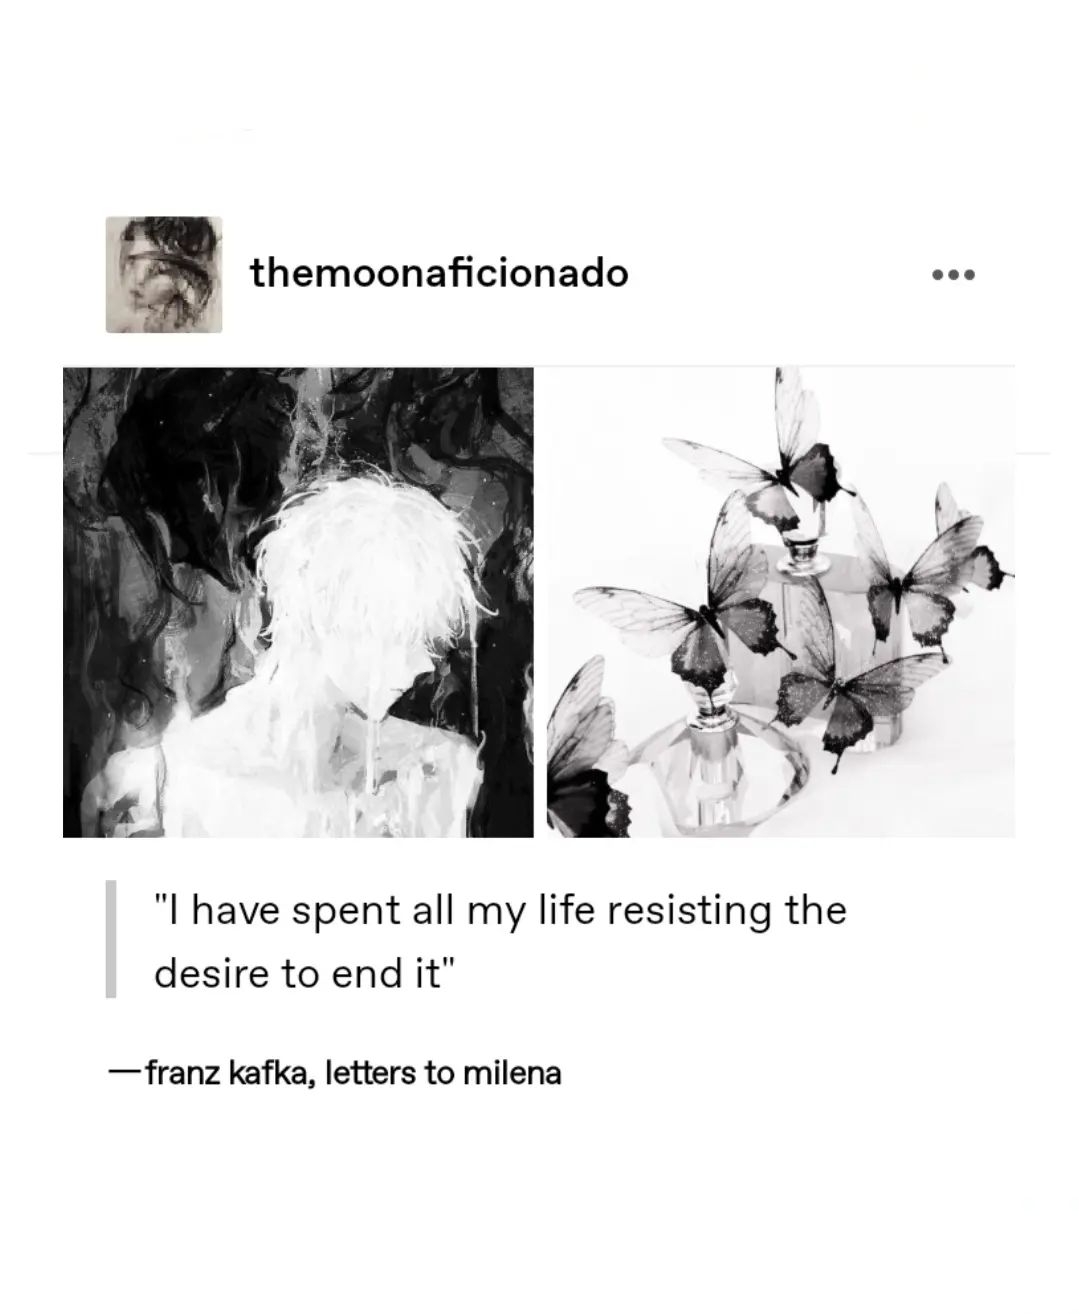 themoonaficionado
"I have spent all my life resisting the
desire to end it"
—franz kafka, letters to milena